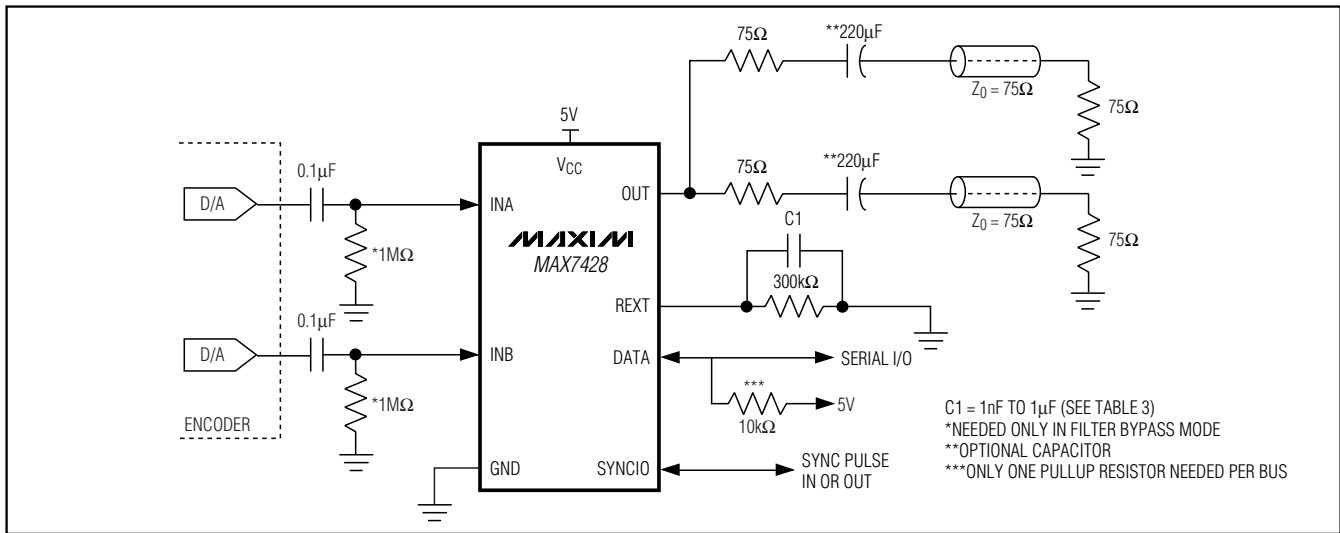 75Ω
**220μF
Z0 = 75Ω
75Ω
5V
VCC
75Ω
**220μF
Z0 = 75Ω
75Ω
0.1μF
D/A
INA
OUT
MAXIM
MAX7428
*1MΩ
C1
300kΩ
REXT
0.1μF
D/A
INB
DATA
SERIAL I/O
*1MΩ
***
10kΩ
5V
ENCODER
GND
SYNCIO
SYNC PULSE
IN OR OUT
C1 = 1nF TO 1μF (SEE TABLE 3)
*NEEDED ONLY IN FILTER BYPASS MODE
**OPTIONAL CAPACITOR
***ONLY ONE PULLUP RESISTOR NEEDED PER BUS